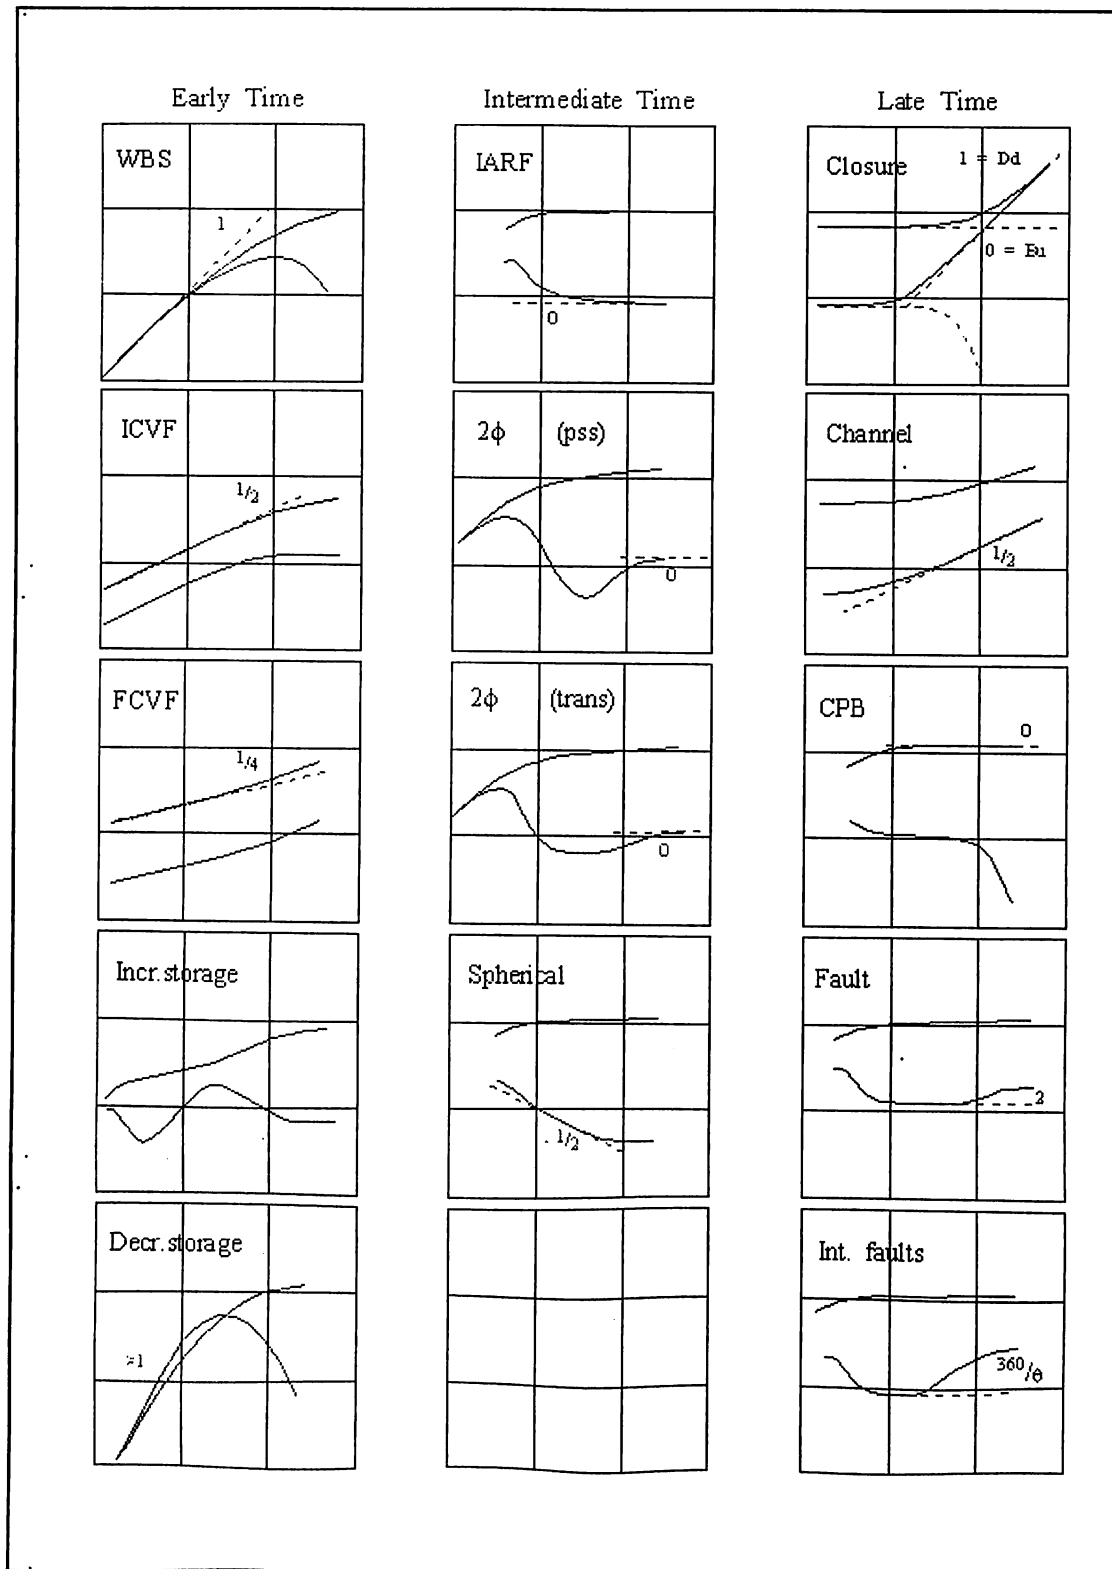 Early Time
Intermediate Time
Late Time
WBS
1
IARF
0
Closure
1 = Dd
0 = Bu
ICVF
1/2
2ϕ (pss)
0
Channel
1/2
FCVF
1/4
2ϕ (trans)
0
CPB
0
Incr.storage
Spherical
1/2
Fault
2
Decr.storage
>1
Int. faults
360/θ